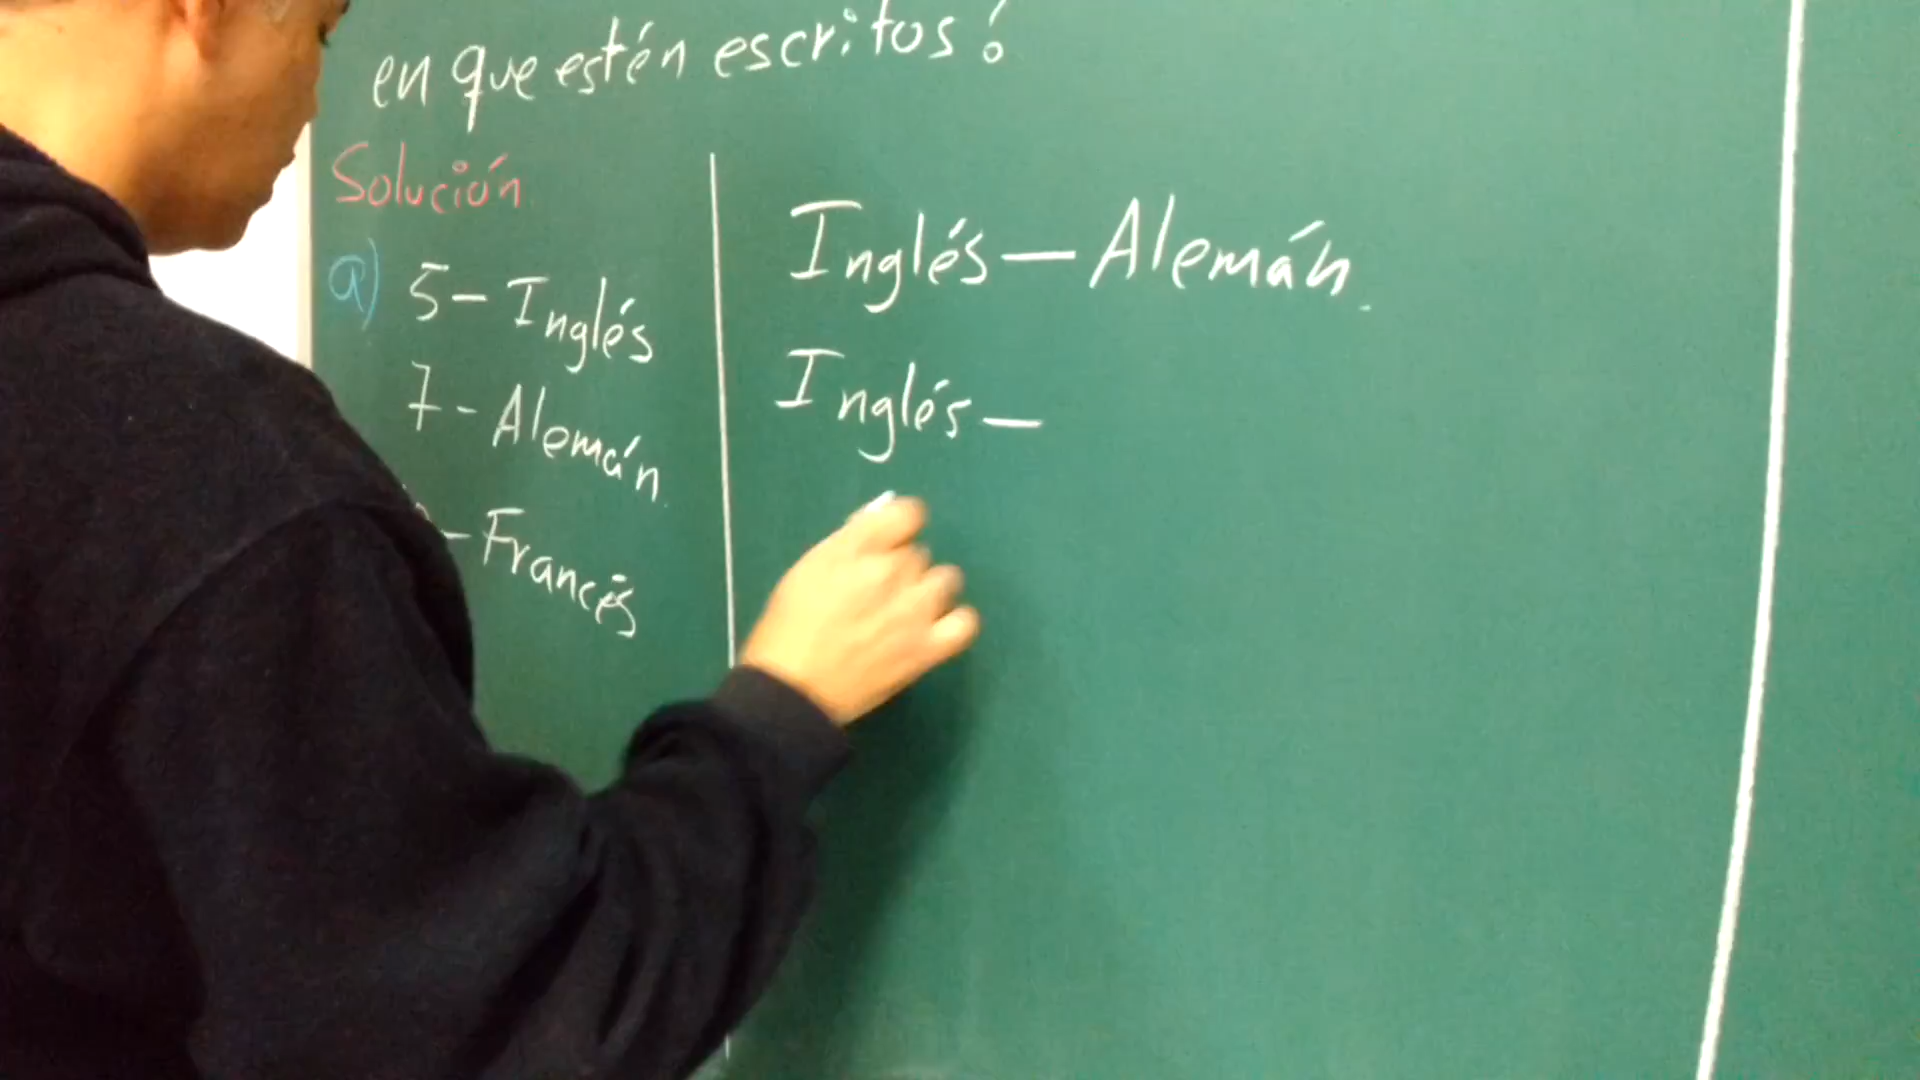 en que estén escritos?
Solución
a) 5 - Inglés
7 - Alemán
- Francés
Inglés — Alemán.
Inglés —